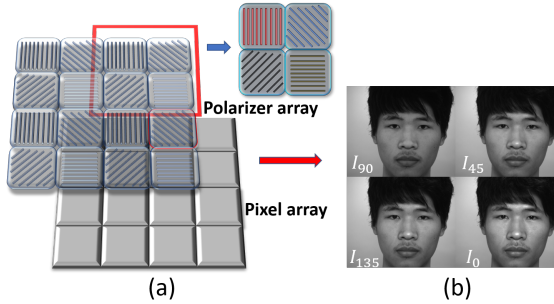 Polarizer array
Pixel array
I₉₀
I₄₅
I₁₃₅
I₀
(a)
(b)